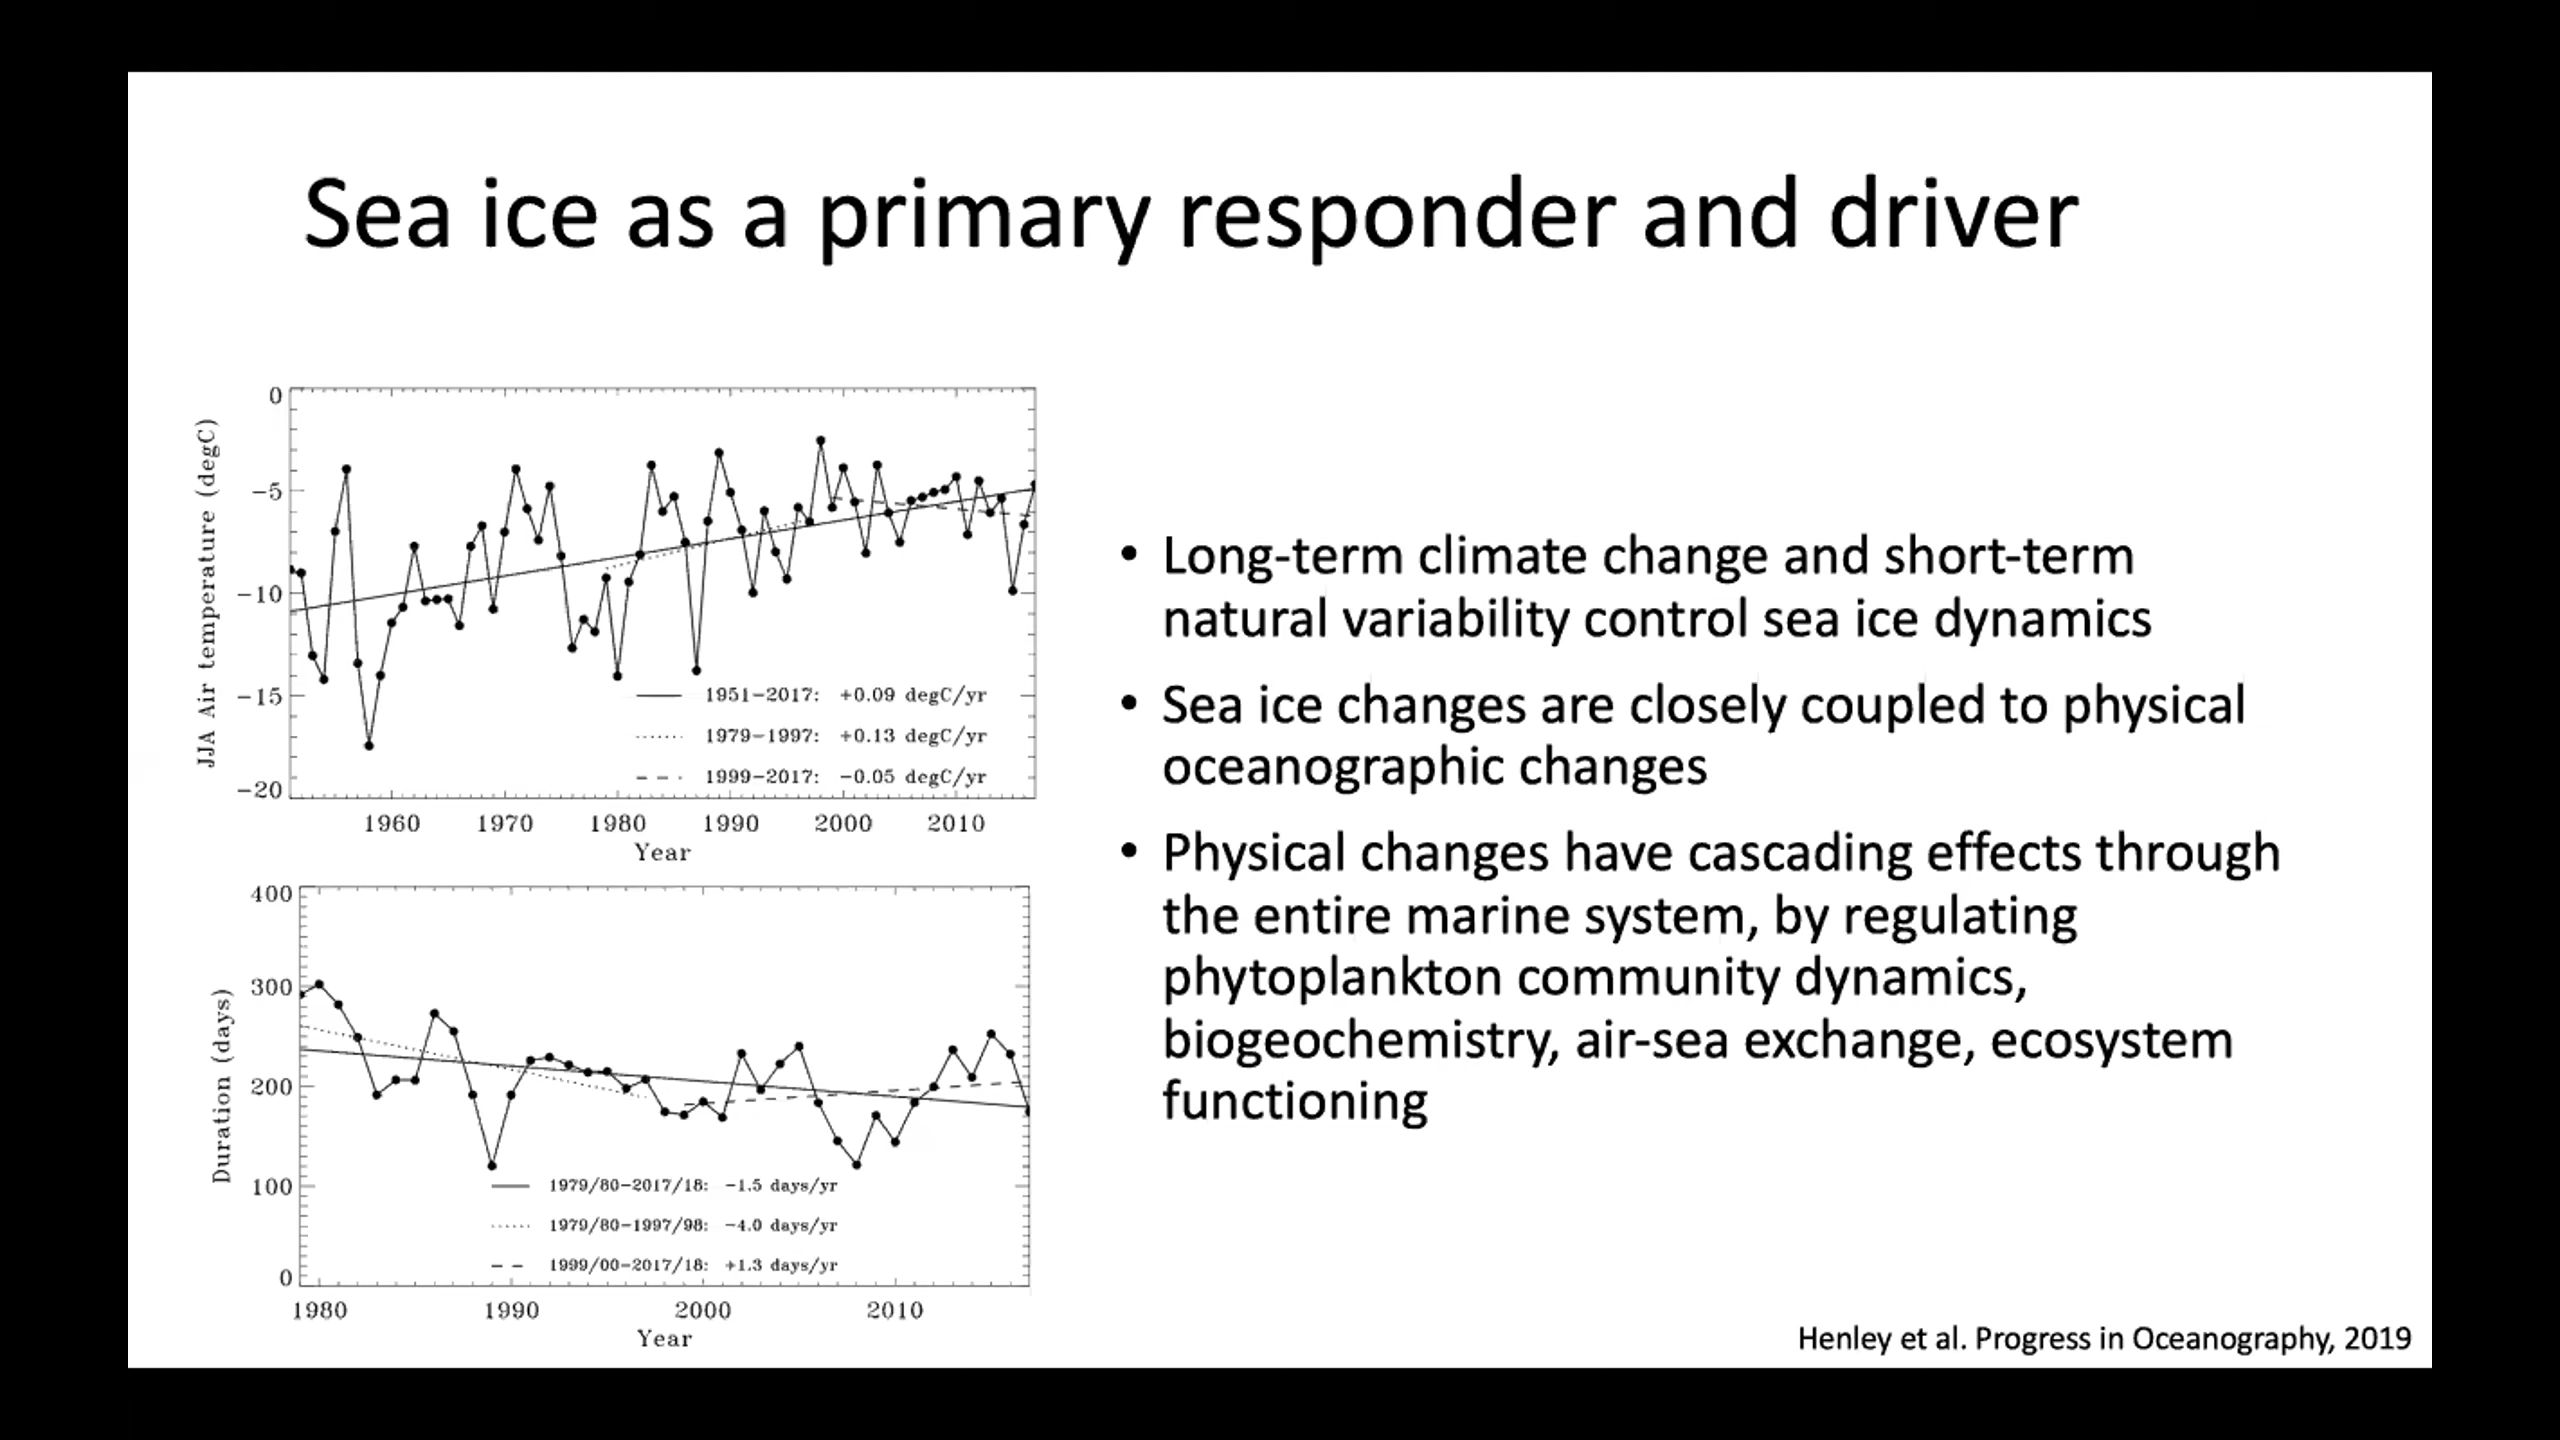 Sea ice as a primary responder and driver
0
−5
−10
−15
−20
JJA Air temperature (degC)
1951−2017: +0.09 degC/yr
1979−1997: +0.13 degC/yr
1999−2017: −0.05 degC/yr
1960 1970 1980 1990 2000 2010
Year
400
300
200
100
0
Duration (days)
1979/80−2017/18: −1.5 days/yr
1979/80−1997/98: −4.0 days/yr
1999/00−2017/18: +1.3 days/yr
1980 1990 2000 2010
Year
• Long-term climate change and short-term
natural variability control sea ice dynamics
• Sea ice changes are closely coupled to physical
oceanographic changes
• Physical changes have cascading effects through
the entire marine system, by regulating
phytoplankton community dynamics,
biogeochemistry, air-sea exchange, ecosystem
functioning
Henley et al. Progress in Oceanography, 2019